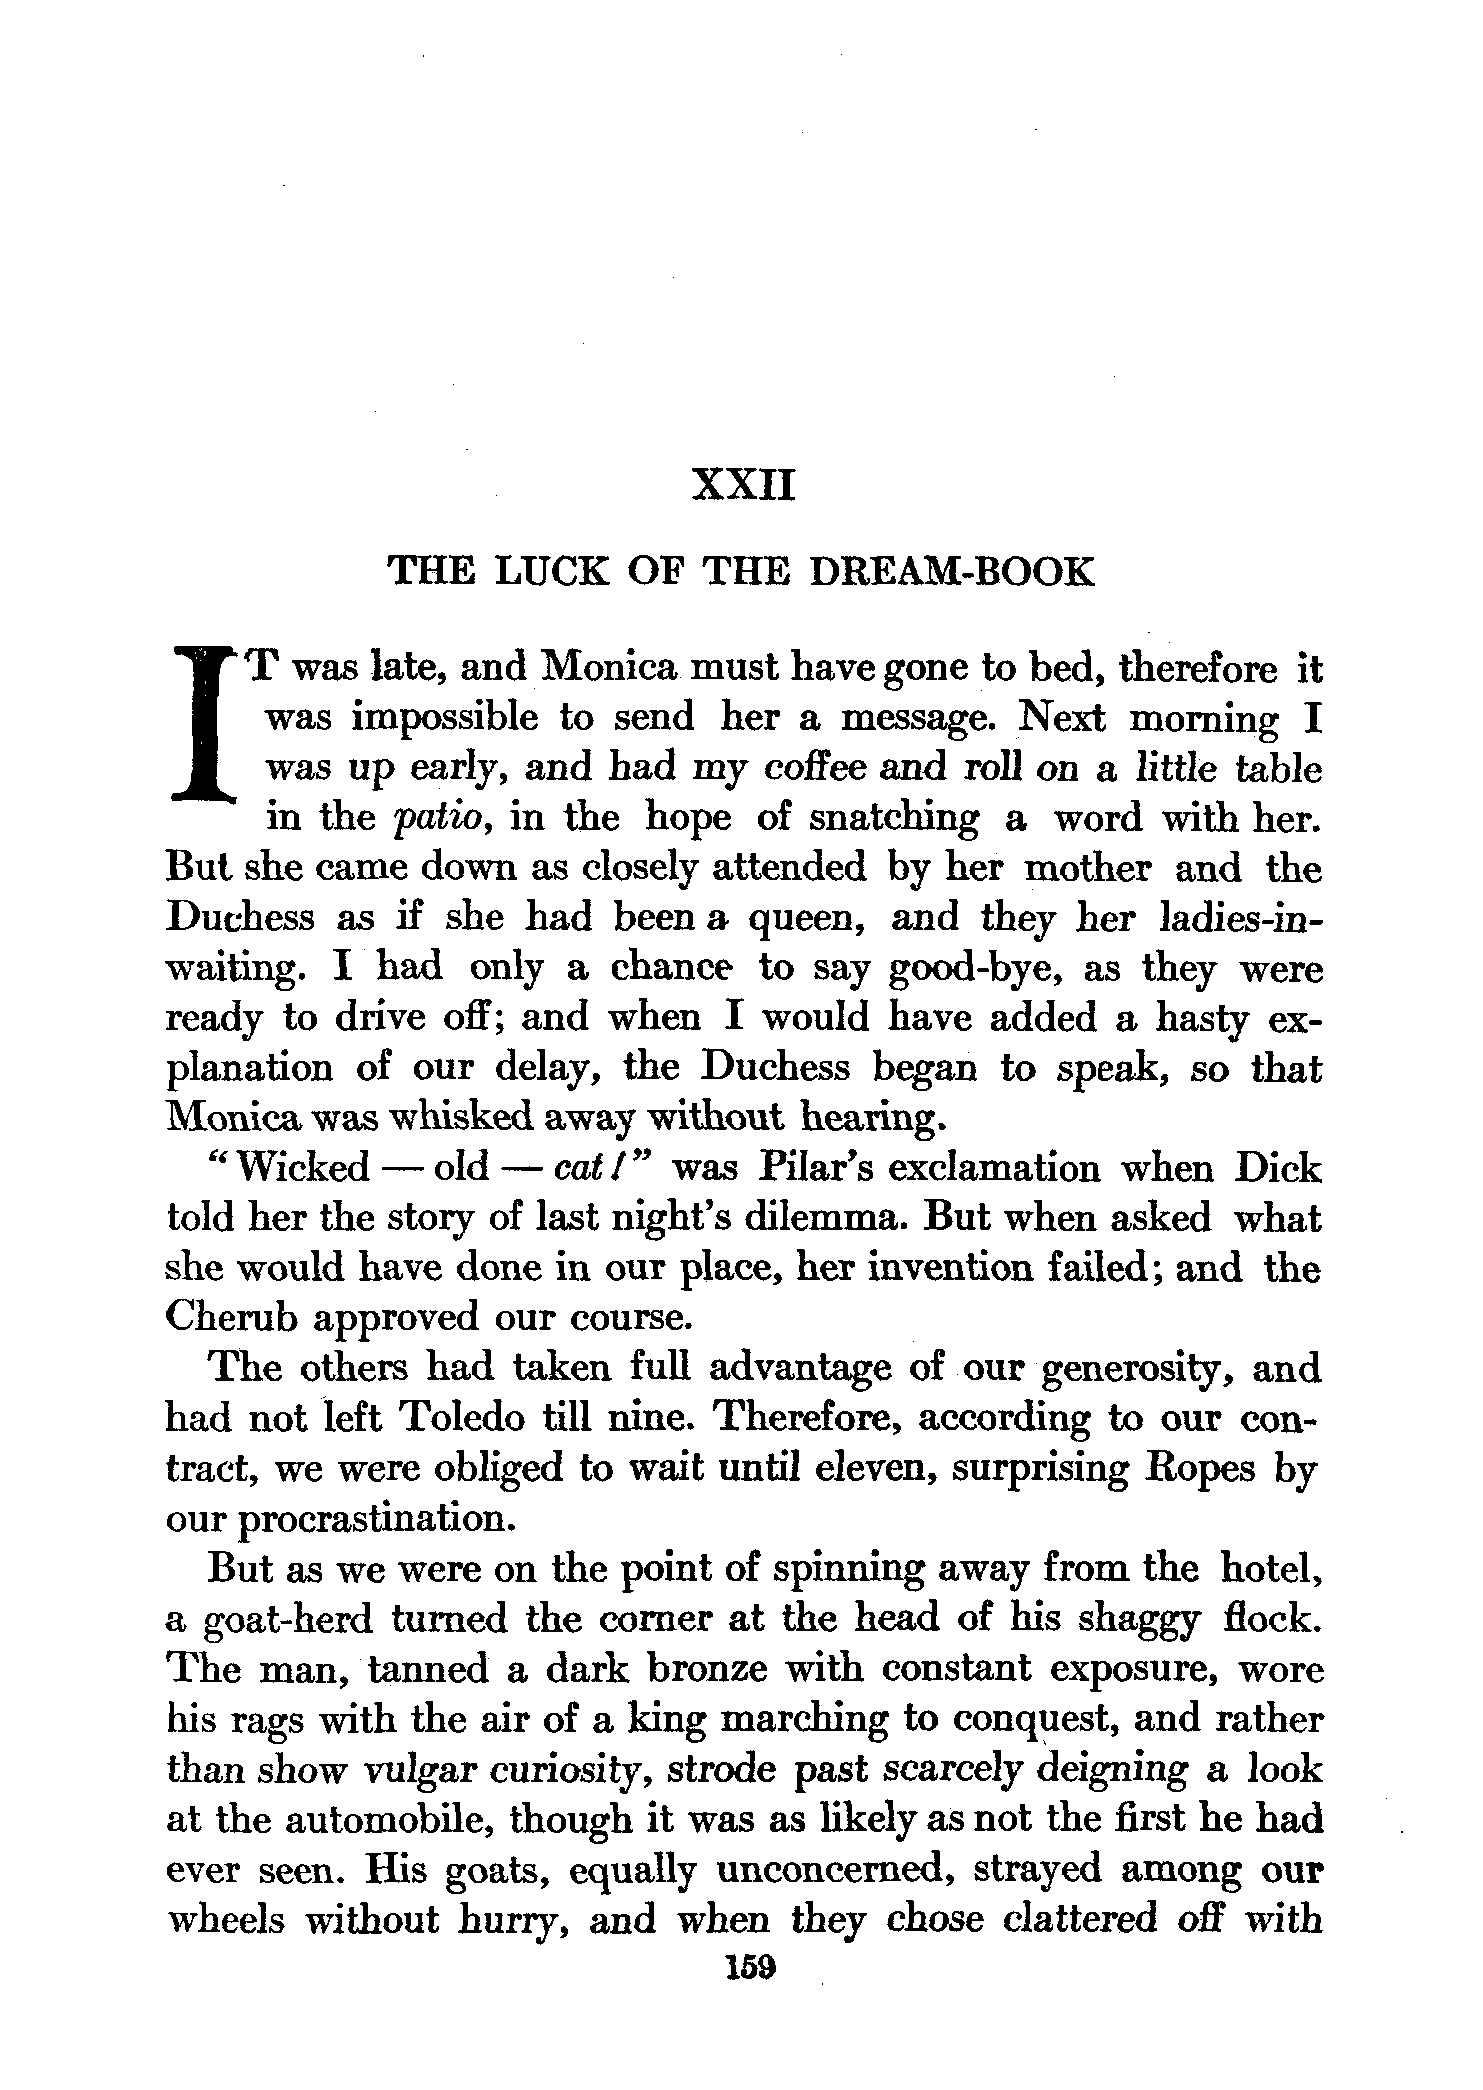 XXII
THE LUCK OF THE DREAM-BOOK
IT was late, and Monica must have gone to bed, therefore it
was impossible to send her a message. Next morning I
was up early, and had my coffee and roll on a little table
in the patio, in the hope of snatching a word with her.
But she came down as closely attended by her mother and the
Duchess as if she had been a queen, and they her ladies-in-
waiting. I had only a chance to say good-bye, as they were
ready to drive off; and when I would have added a hasty ex-
planation of our delay, the Duchess began to speak, so that
Monica was whisked away without hearing.
“Wicked — old — cat!” was Pilar's exclamation when Dick
told her the story of last night's dilemma. But when asked what
she would have done in our place, her invention failed; and the
Cherub approved our course.
The others had taken full advantage of our generosity, and
had not left Toledo till nine. Therefore, according to our con-
tract, we were obliged to wait until eleven, surprising Ropes by
our procrastination.
But as we were on the point of spinning away from the hotel,
a goat-herd turned the corner at the head of his shaggy flock.
The man, tanned a dark bronze with constant exposure, wore
his rags with the air of a king marching to conquest, and rather
than show vulgar curiosity, strode past scarcely deigning a look
at the automobile, though it was as likely as not the first he had
ever seen. His goats, equally unconcerned, strayed among our
wheels without hurry, and when they chose clattered off with
159